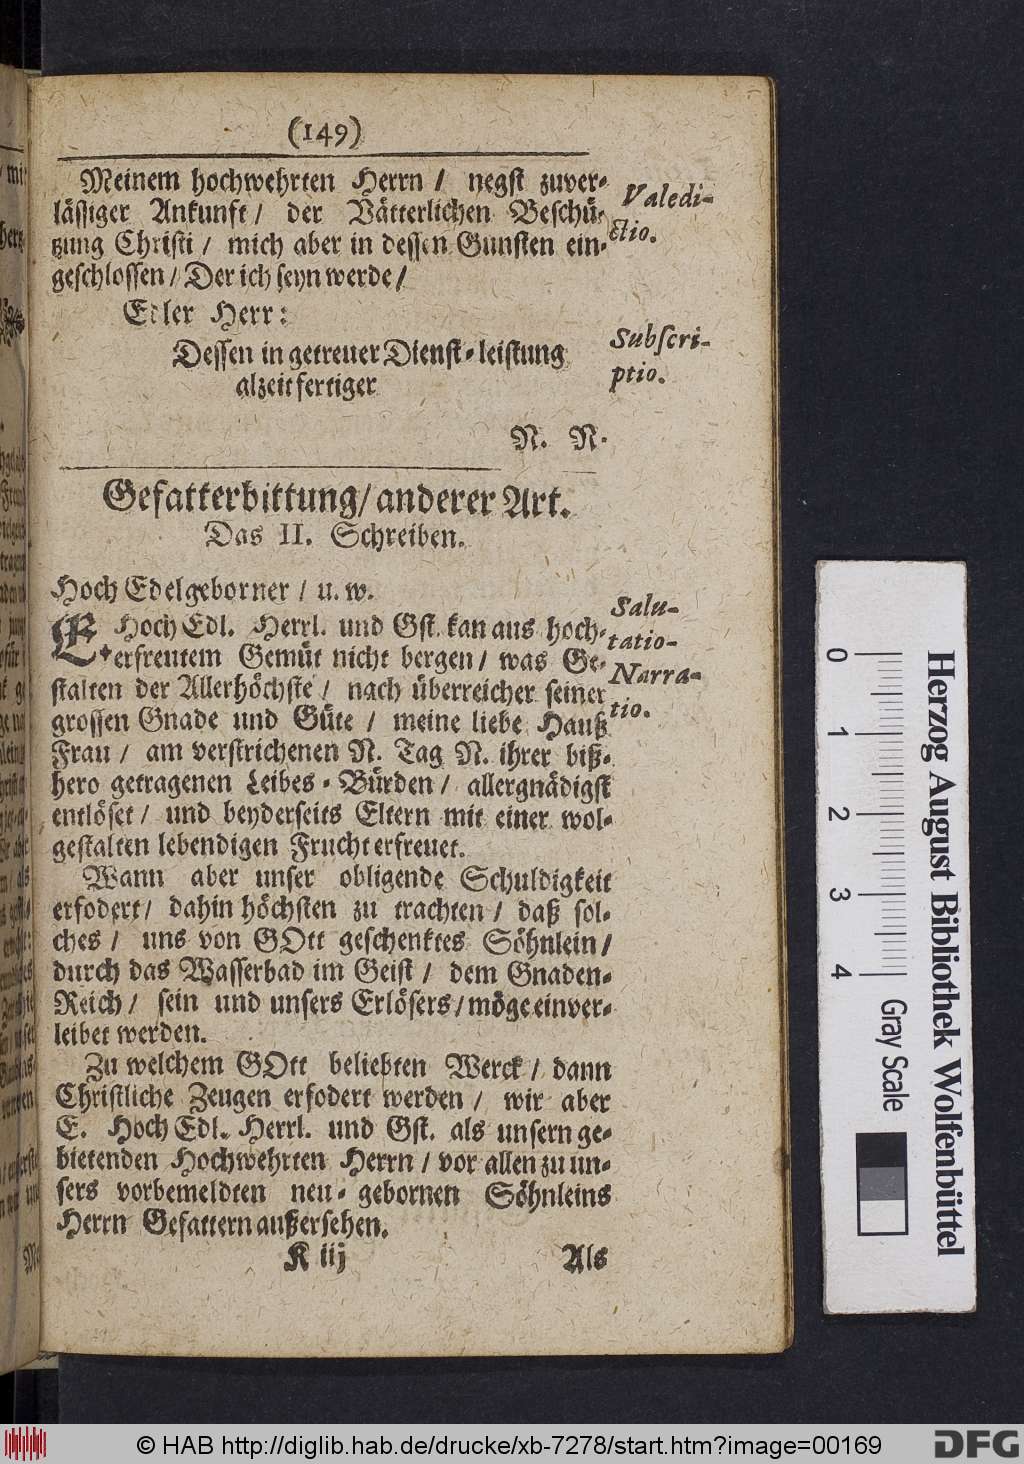 (149)
Meinem hochwehrten Herrn / negst zuver-
lässiger Ankunft / der Vätterlichen Beschü-
tzung Christi / mich aber in dessen Gunsten ein-
geschlossen / Der ich seyn werde /
Valedi-
ctio.
Edler Herr:
Dessen in getreuer Dienst-leistung
alzeit fertiger
Subscri-
ptio.
N. N.
Gefatterbittung / anderer Art.
Das II. Schreiben.
Hoch Edelgeborner / u. w.
E. Hoch Edl. Herrl. und Gst. kan aus hoch-
erfreutem Gemüt nicht bergen / was Ge-
stalten der Allerhöchste / nach überreicher seiner
grossen Gnade und Güte / meine liebe Hauß
Frau / am verstrichenen N. Tag N. ihrer biß-
hero getragenen Leibes-Bürden / allergnädigst
entlöset / und beyderseits Eltern mit einer wol-
gestalten lebendigen Frucht erfreuet.
Salu-
tatio-
Narra-
tio.
Wann aber unser obligende Schuldigkeit
erfodert / dahin höchsten zu trachten / daß sol-
ches / uns von GOtt geschenktes Söhnlein /
durch das Wasserbad im Geist / dem Gnaden-
Reich / sein und unsers Erlösers / möge einver-
leibet werden.
Zu welchem GOtt beliebten Werck / dann
Christliche Zeugen erfodert werden / wir aber
E. Hoch Edl. Herrl. und Gst. als unsern ge-
bietenden Hochwehrten Herrn / vor allen zu un-
sers vorbemeldten neu-gebornen Söhnleins
Herrn Gefattern außersehen.
K iij
Als
0 1 2 3 4
Gray Scale
Herzog August Bibliothek Wolfenbüttel
© HAB http://diglib.hab.de/drucke/xb-7278/start.htm?image=00169
DFG